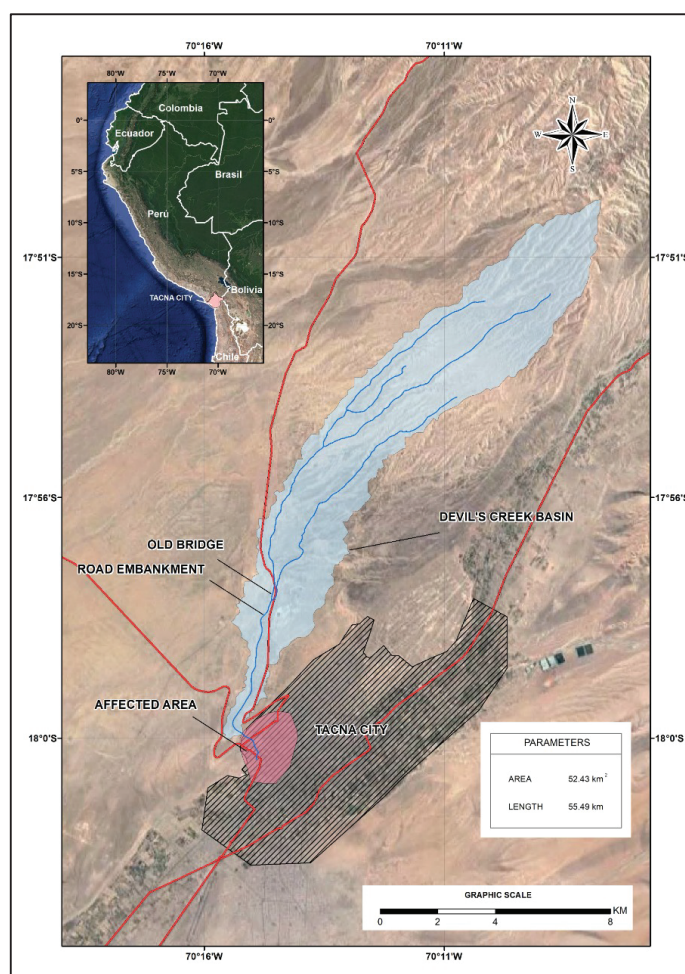 70°16'W 70°11'W
80°W 75°W 70°W
Colombia
0° 0°
Ecuador
Brasil
5°S 5°S
Perú
10°S 10°S
15°S 15°S
Bolivia
TACNA CITY
20°S 20°S
Chile
80°W 75°W 70°W
N
W E
S
17°51'S 17°51'S
17°56'S 17°56'S
DEVIL'S CREEK BASIN
OLD BRIDGE
ROAD EMBANKMENT
AFFECTED AREA
TACNA CITY
18°0'S 18°0'S
PARAMETERS
AREA 52.43 km²
LENGTH 55.49 km
GRAPHIC SCALE
KM
0 2 4 8
70°16'W 70°11'W